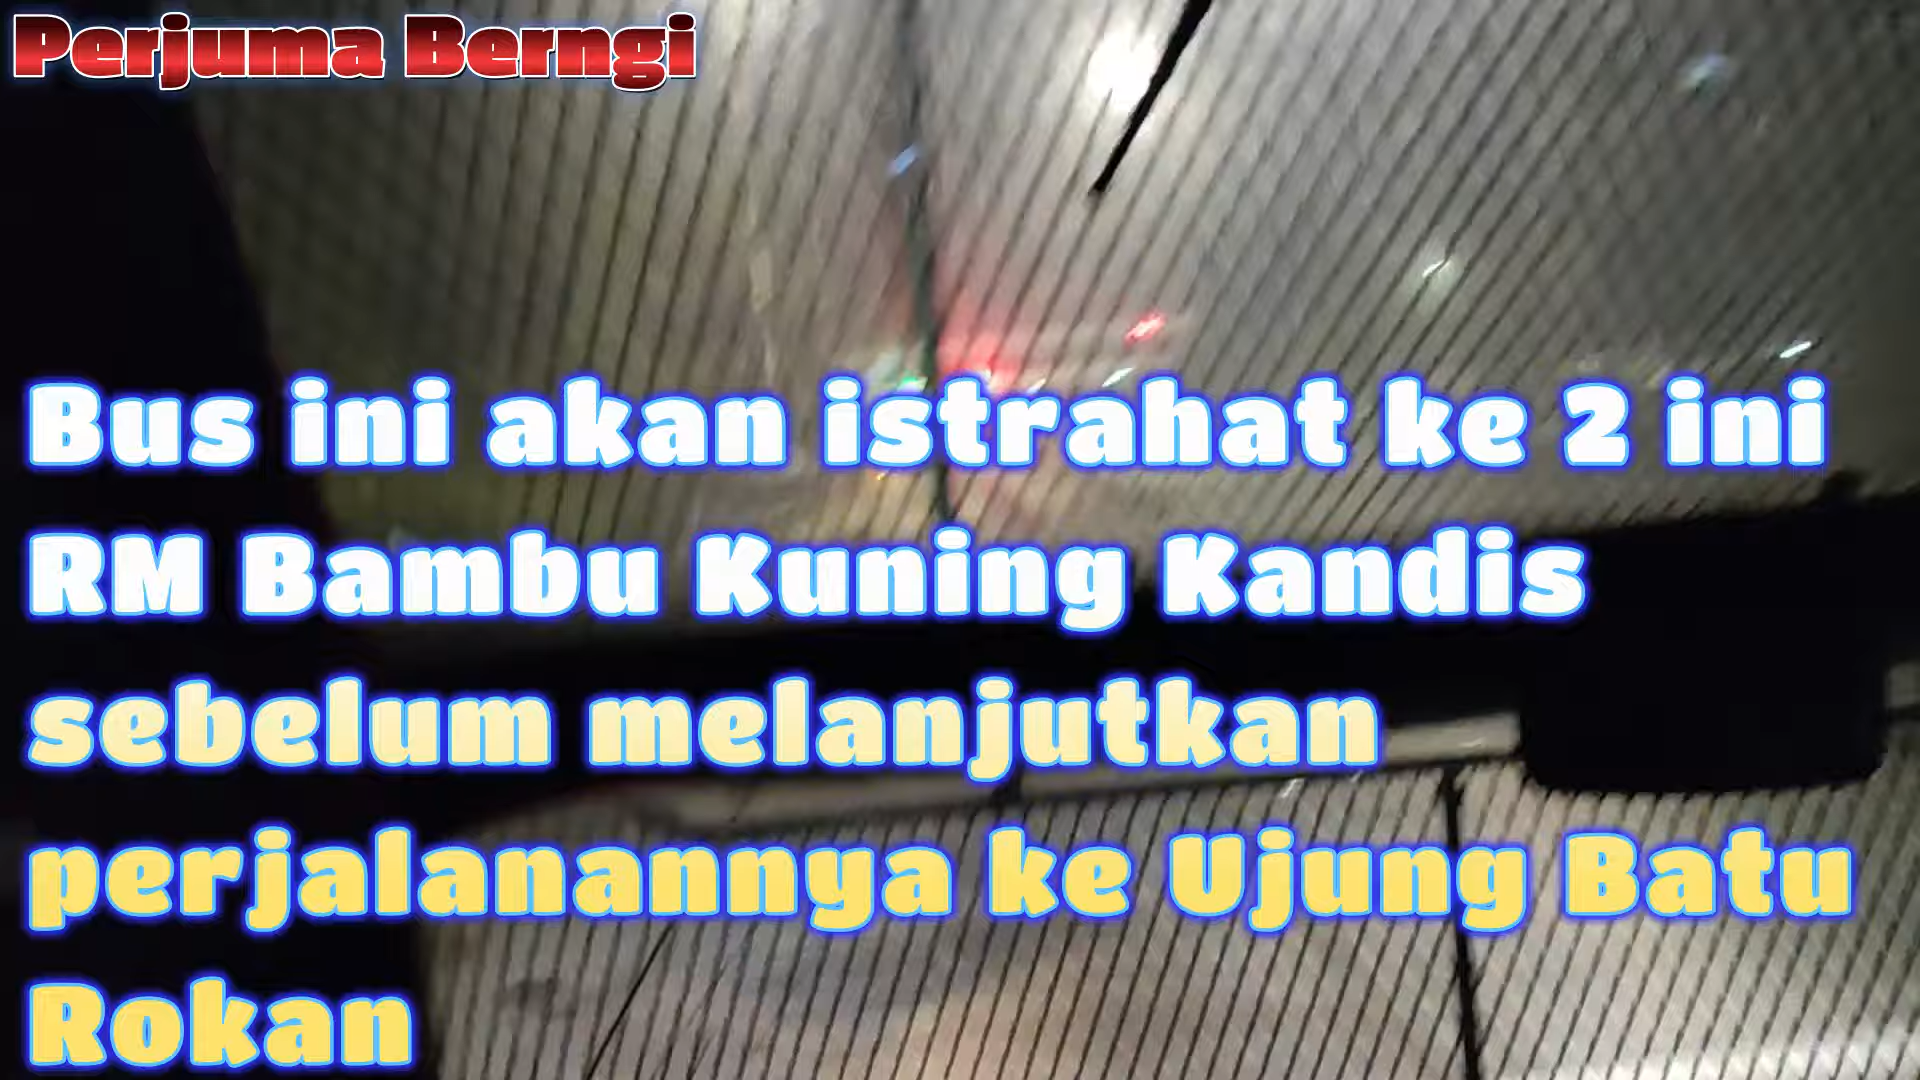 Perjuma Berngi
Bus ini akan istrahat ke 2 ini
RM Bambu Kuning Kandis
sebelum melanjutkan
perjalanannya ke Ujung Batu
Rokan